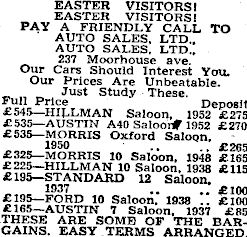 EASTER VISITORS!
EASTER VISITORS!
PAY A FRIENDLY CALL TO
AUTO SALES, LTD.
AUTO SALES, LTD.,
237 Moorhouse ave.
Our Cars Should Interest You.
Our Prices Are Unbeatable.
Just Study These.
Full Price Deposit
£545—HILLMAN Saloon, 1952 £275
£535—AUSTIN A40 Saloon, 1952 £270
£535—MORRIS Oxford Saloon,
1950 .. .. .. £265
£325—MORRIS 10 Saloon, 1948 £165
£225—HILLMAN 10 Saloon, 1938 £115
£195—STANDARD 12 Saloon,
1937 .. .. .. £100
£195—FORD 10 Saloon, 1938 .. £100
£165—AUSTIN 7 Saloon, 1937 £85
THESE ARE SOME OF THE BAR-
GAINS. EASY TERMS ARRANGED